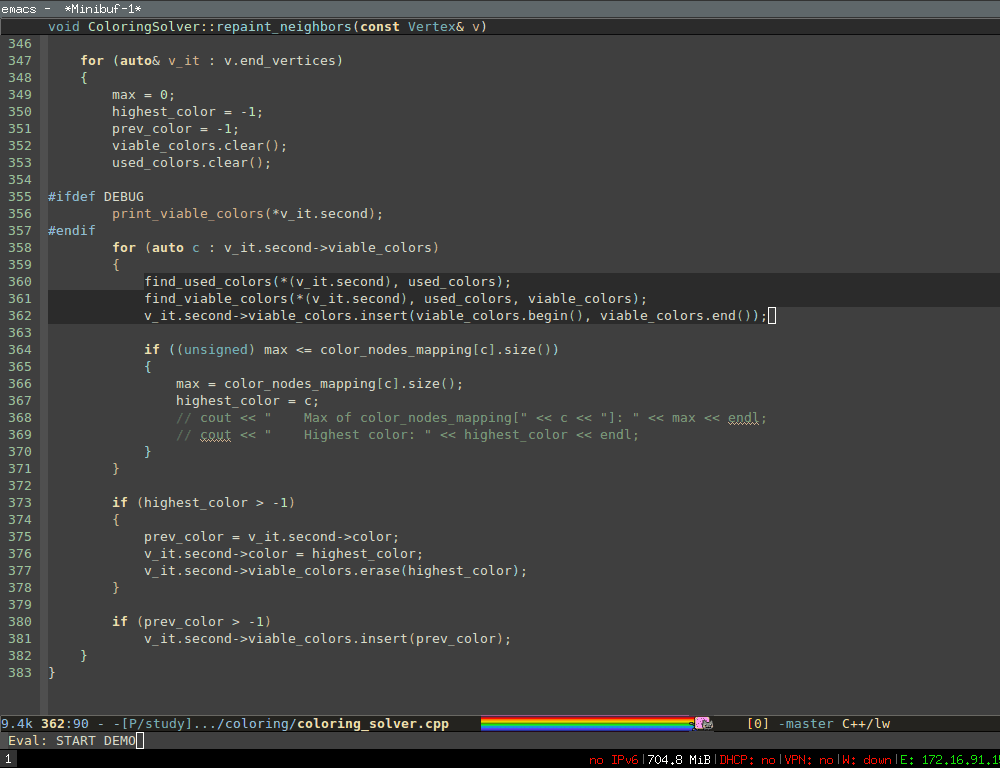 emacs -  *Minibuf-1*
void ColoringSolver::repaint_neighbors(const Vertex& v)
346
347     for (auto& v_it : v.end_vertices)
348     {
349         max = 0;
350         highest_color = -1;
351         prev_color = -1;
352         viable_colors.clear();
353         used_colors.clear();
354
355 #ifdef DEBUG
356         print_viable_colors(*v_it.second);
357 #endif
358         for (auto c : v_it.second->viable_colors)
359         {
360             find_used_colors(*(v_it.second), used_colors);
361             find_viable_colors(*(v_it.second), used_colors, viable_colors);
362             v_it.second->viable_colors.insert(viable_colors.begin(), viable_colors.end());
363
364             if ((unsigned) max <= color_nodes_mapping[c].size())
365             {
366                 max = color_nodes_mapping[c].size();
367                 highest_color = c;
368                 // cout << "    Max of color_nodes_mapping[" << c << "]: " << max << endl;
369                 // cout << "    Highest color: " << highest_color << endl;
370             }
371         }
372
373         if (highest_color > -1)
374         {
375             prev_color = v_it.second->color;
376             v_it.second->color = highest_color;
377             v_it.second->viable_colors.erase(highest_color);
378         }
379
380         if (prev_color > -1)
381             v_it.second->viable_colors.insert(prev_color);
382     }
383 }
9.4k 362:90 - -[P/study].../coloring/coloring_solver.cpp [0] -master C++/lw
Eval: START DEMO
1 no IPv6|704.8 MiB|DHCP: no|VPN: no|W: down|E: 172.16.91.1